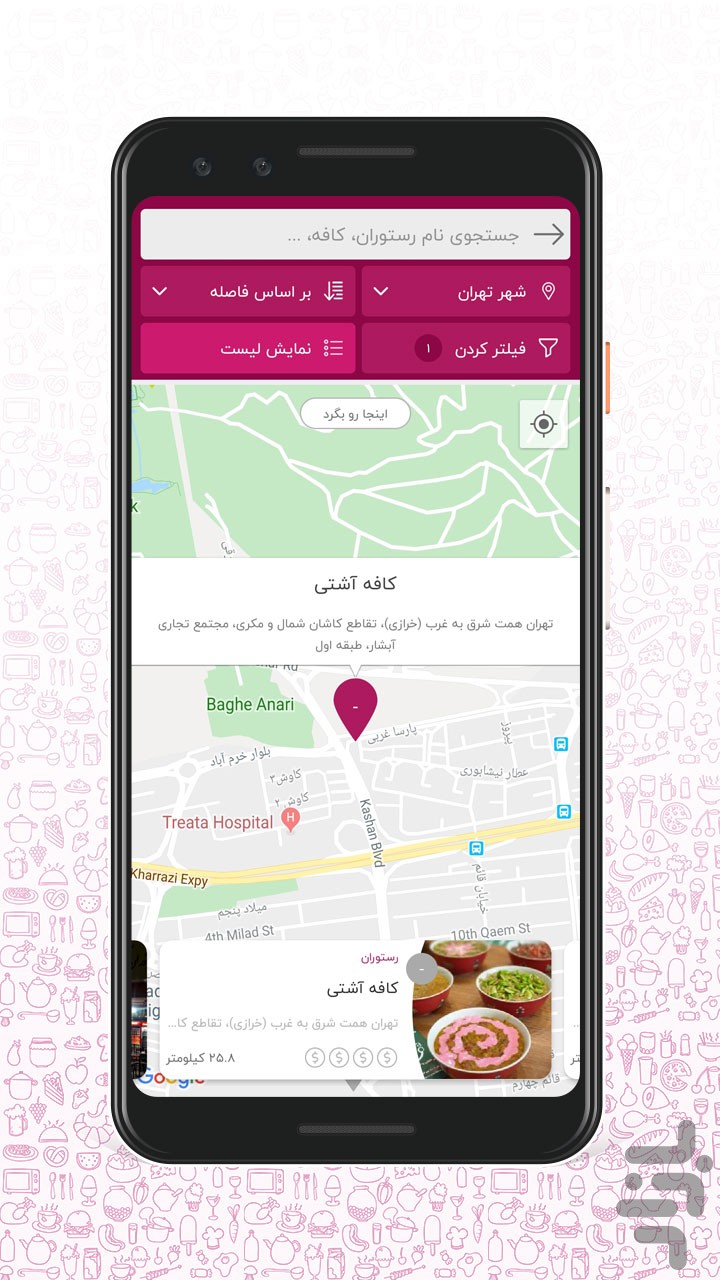 جستجوی نام رستوران، کافه، ...
شهر تهران
بر اساس فاصله
فیلتر کردن ۱
نمایش لیست
اینجا رو بگرد
کافه آشتی
تهران همت شرق به غرب (خرازی)، تقاطع کاشان شمال و مکری، مجتمع تجاری
آبشار، طبقه اول
Baghe Anari
-
پارسا غربی
پیروز
بلوار خرم آباد
کاوش۳
عطار نیشابوری
کاوش ۲
Treata Hospital
H
Kashan Blvd
Kharrazi Expy
خیابان قائم
میلاد پنجم
4th Milad St
10th Qaem St
رستوران
-
کافه آشتی
تهران همت شرق به غرب (خرازی)، تقاطع کا...
۲۵.۸ کیلومتر
$ $ $ $
Google
قائم چهارم
بازار